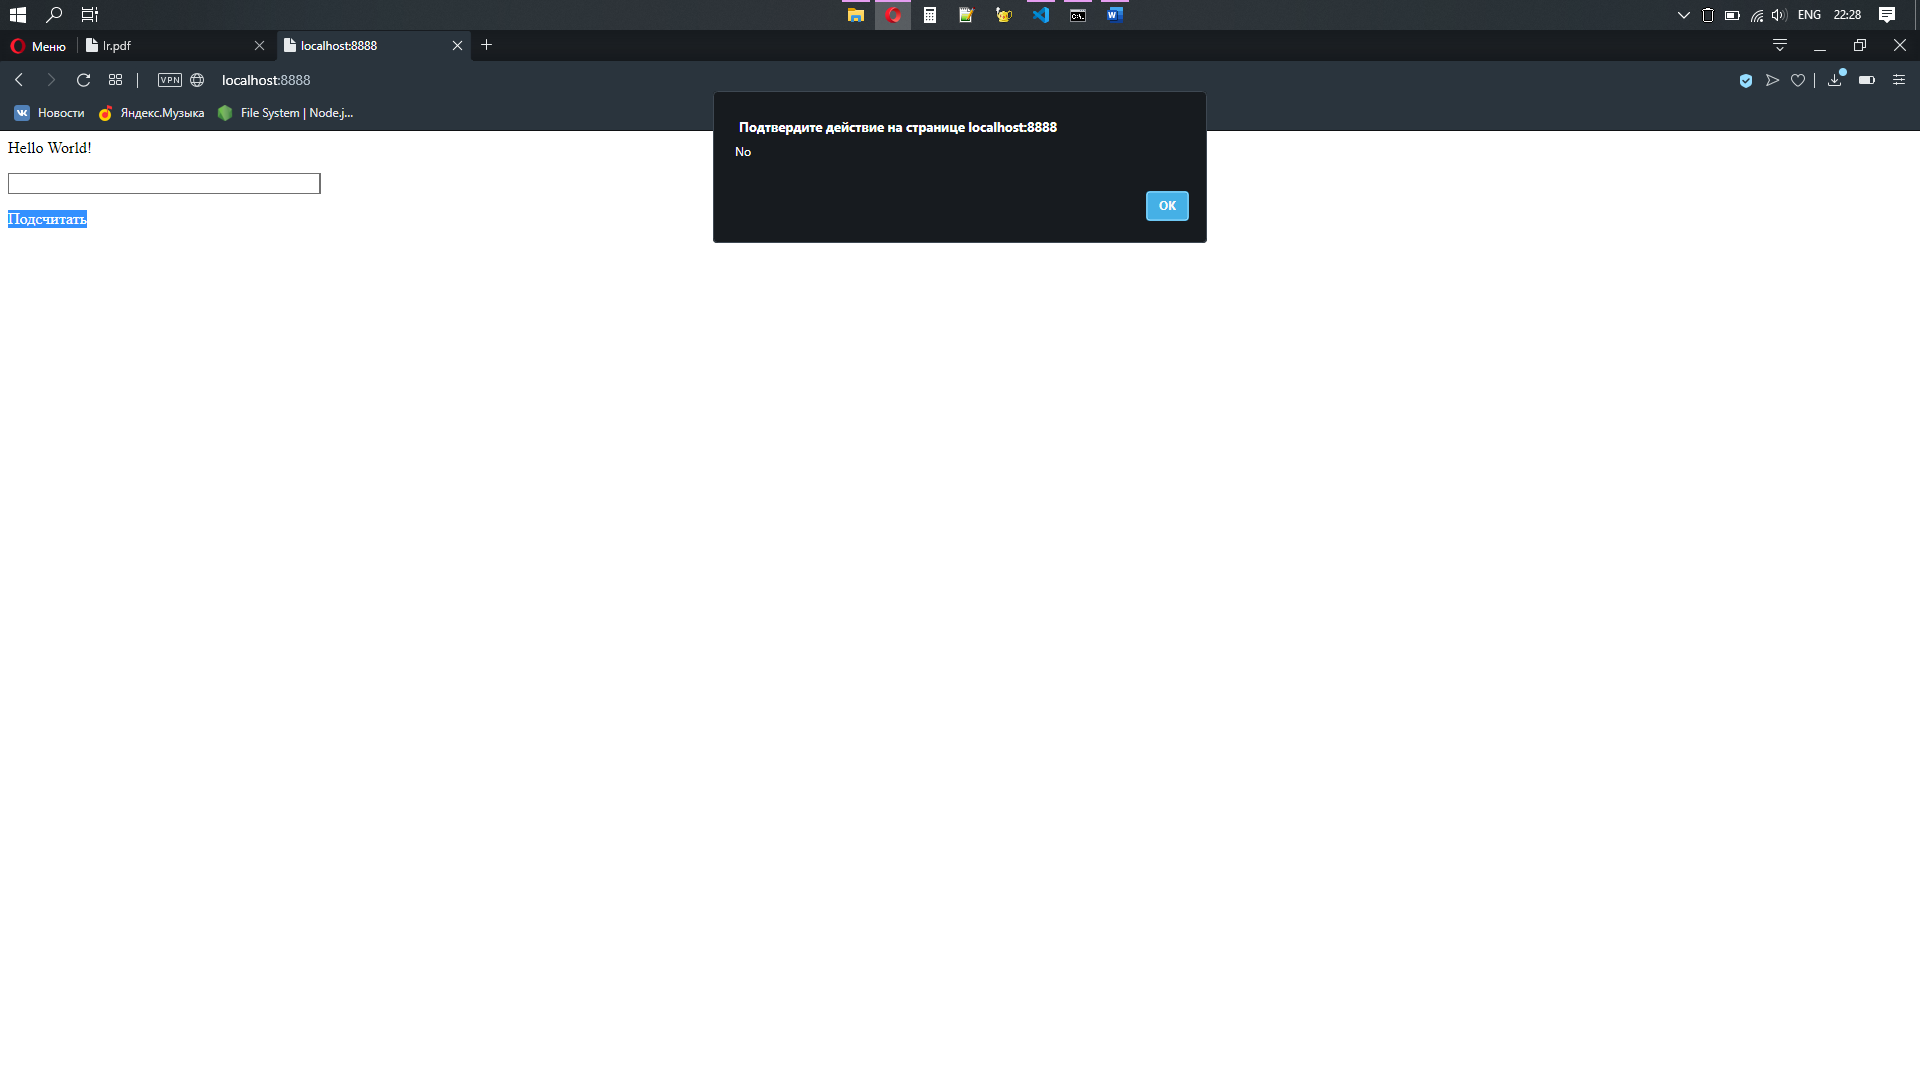 ENG 22:28
Меню lr.pdf localhost:8888
VPN localhost:8888
Новости Яндекс.Музыка File System | Node.j...
Подтвердите действие на странице localhost:8888
No
OK
Hello World!
Подсчитать